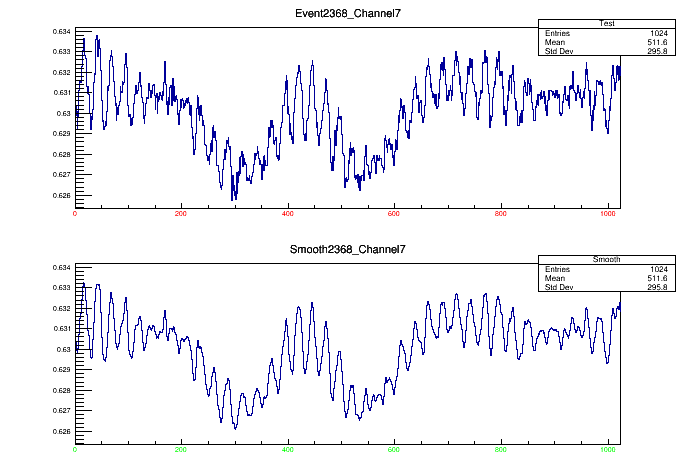 Event2368_Channel7
Test
Entries 1024
Mean 511.6
Std Dev 295.8
0.634
0.633
0.632
0.631
0.63
0.629
0.628
0.627
0.626
0 200 400 600 800 1000
Smooth2368_Channel7
Smooth
Entries 1024
Mean 511.6
Std Dev 295.8
0.634
0.633
0.632
0.631
0.63
0.629
0.628
0.627
0.626
0 200 400 600 800 1000